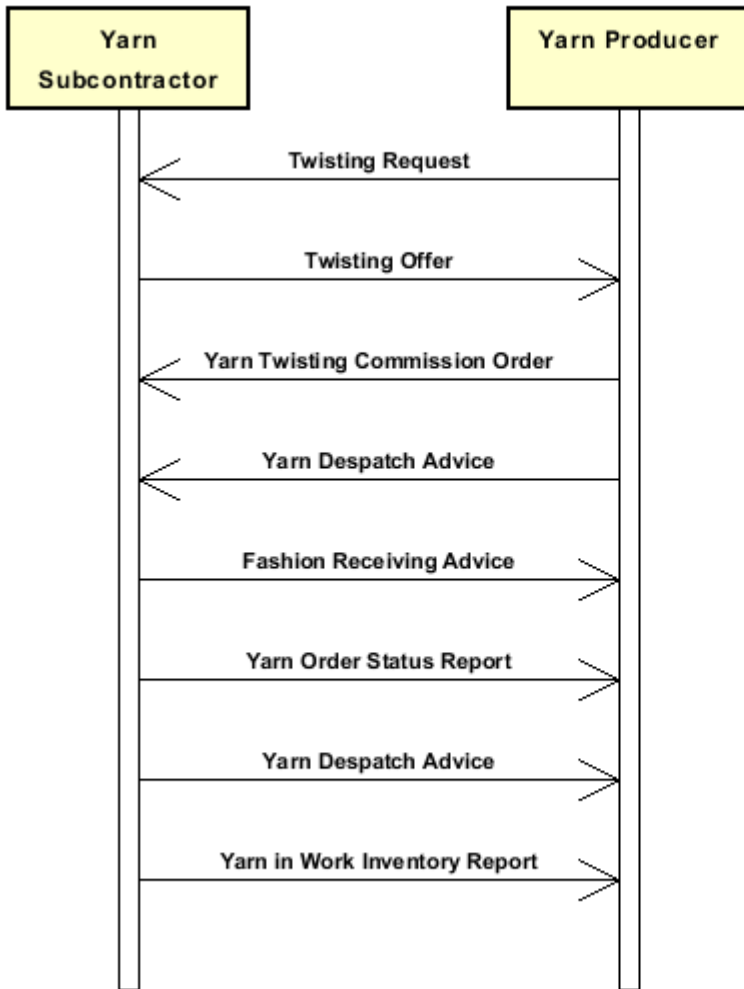 Yarn
Subcontractor
Yarn Producer
Twisting Request
Twisting Offer
Yarn Twisting Commission Order
Yarn Despatch Advice
Fashion Receiving Advice
Yarn Order Status Report
Yarn Despatch Advice
Yarn in Work Inventory Report